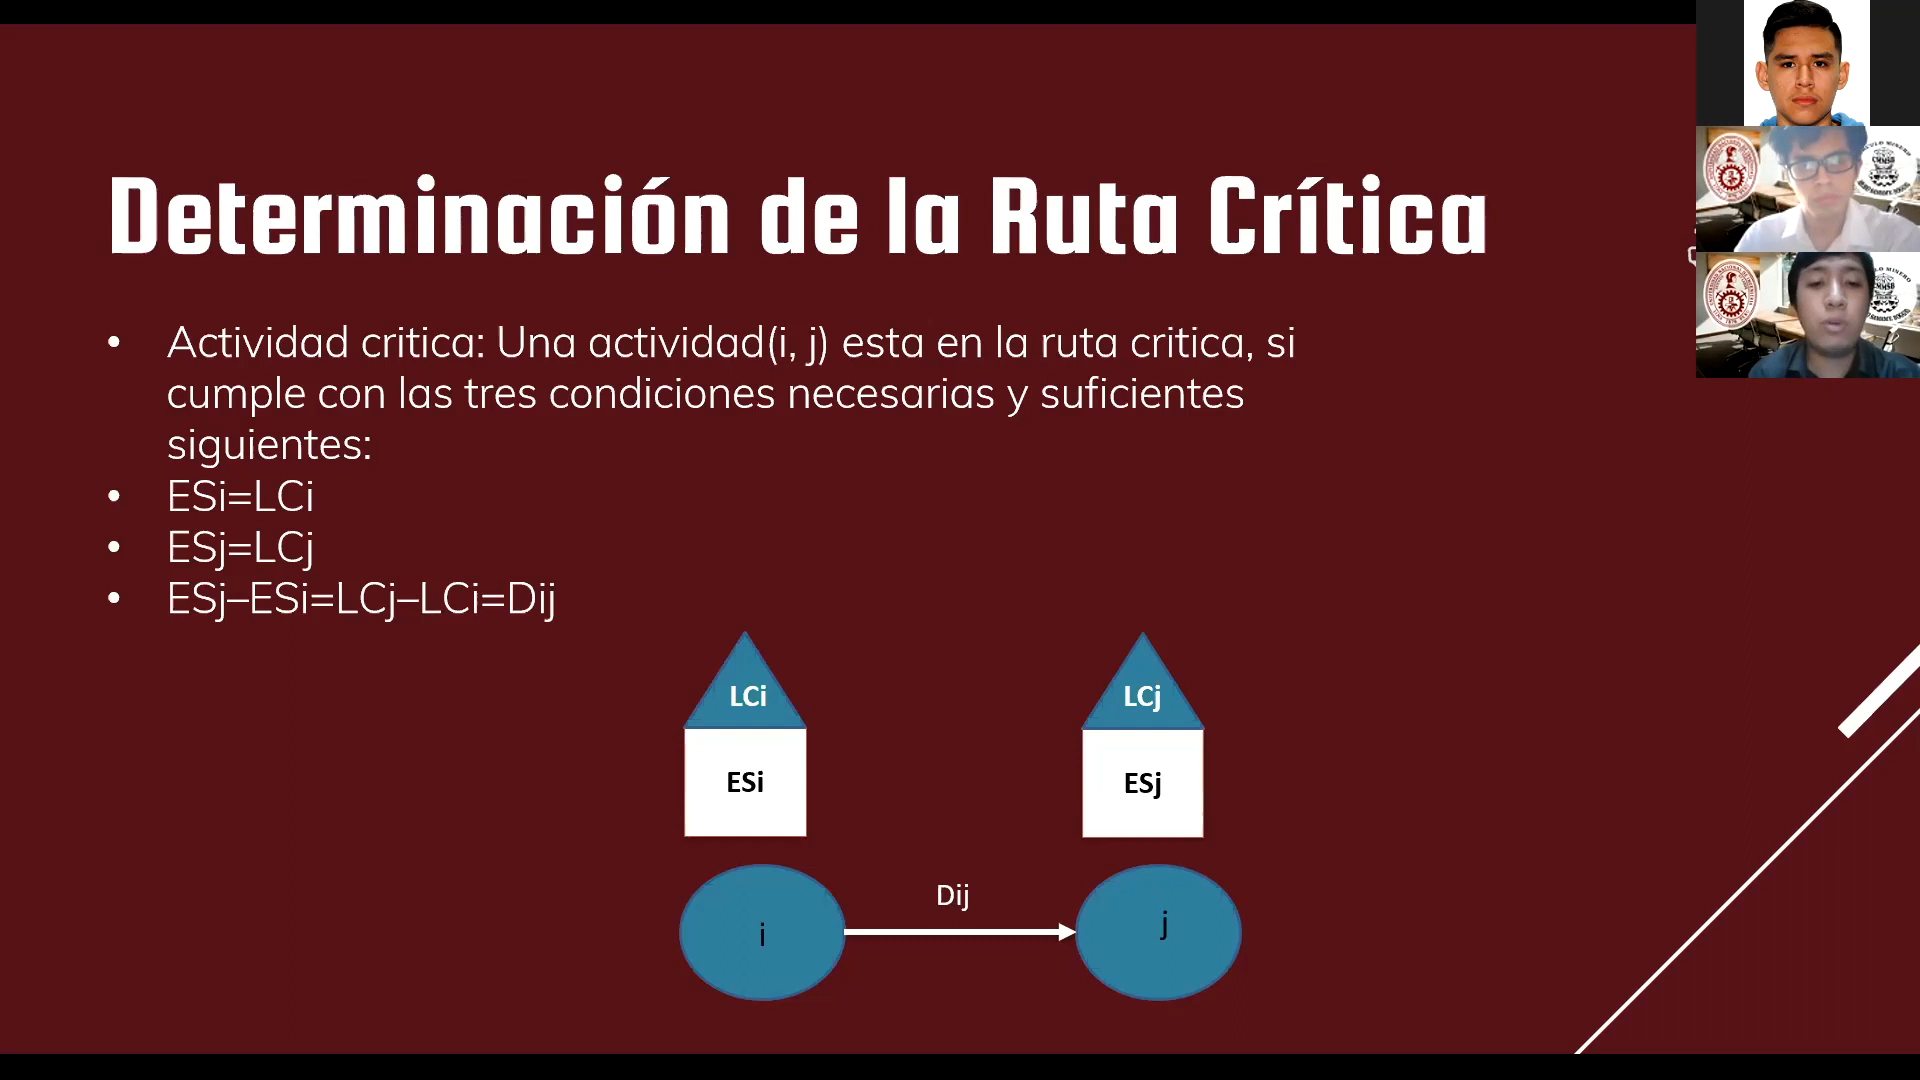 Determinación de la Ruta Crítica
• Actividad critica: Una actividad(i, j) esta en la ruta critica, si
cumple con las tres condiciones necesarias y suficientes
siguientes:
• ESi=LCi
• ESj=LCj
• ESj–ESi=LCj–LCi=Dij
LCi
LCj
ESi
ESj
Dij
i
j